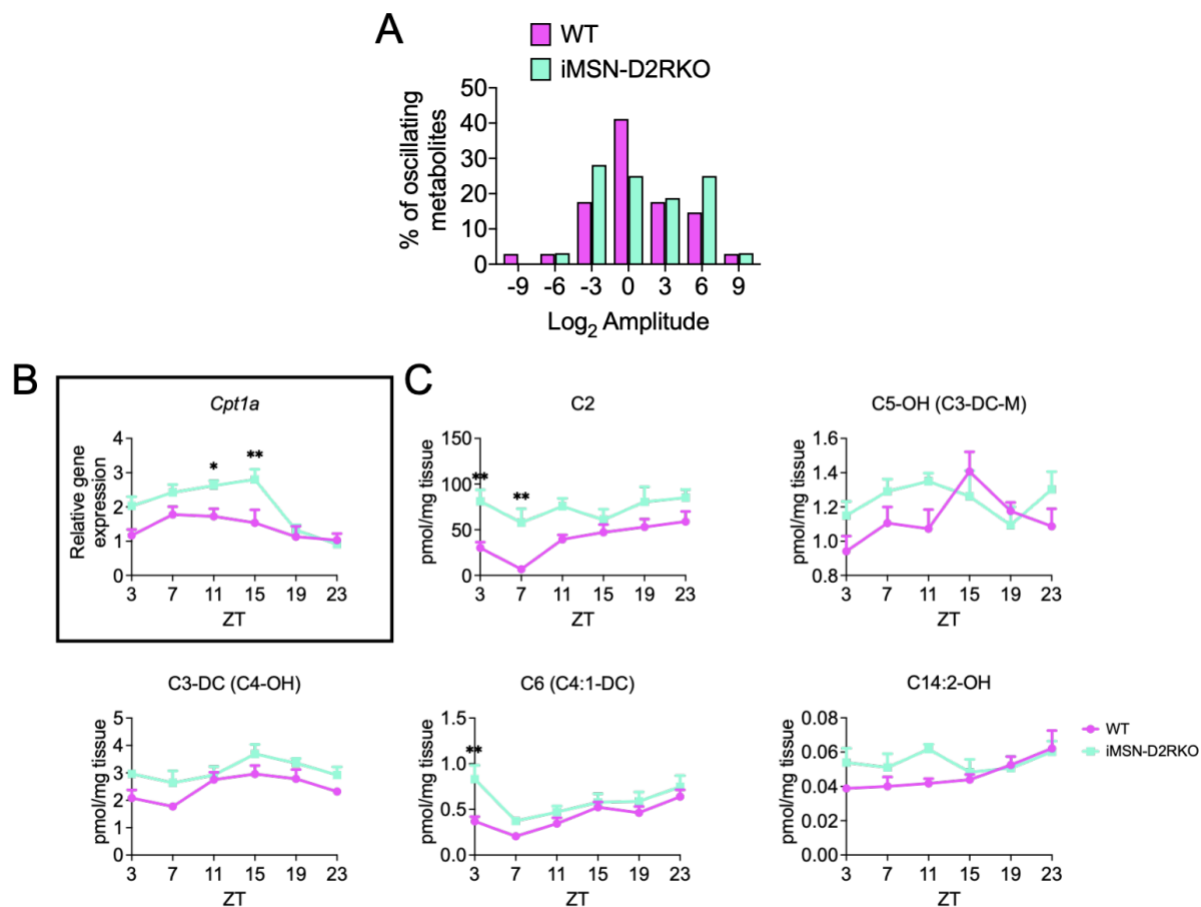 A
WT
iMSN-D2RKO
% of oscillating
metabolites
50
40
30
20
10
0
-9 -6 -3 0 3 6 9
Log2 Amplitude
B
Cpt1a
Relative gene
expression
4
3
2
1
0
* **
3 7 11 15 19 23
ZT
C
C2
pmol/mg tissue
150
100
50
0
** **
3 7 11 15 19 23
ZT
C5-OH (C3-DC-M)
pmol/mg tissue
1.6
1.4
1.2
1.0
0.8
3 7 11 15 19 23
ZT
C3-DC (C4-OH)
pmol/mg tissue
5
4
3
2
1
0
3 7 11 15 19 23
ZT
C6 (C4:1-DC)
pmol/mg tissue
1.5
1.0
0.5
0.0
**
3 7 11 15 19 23
ZT
C14:2-OH
pmol/mg tissue
0.08
0.06
0.04
0.02
0.00
3 7 11 15 19 23
ZT
WT
iMSN-D2RKO